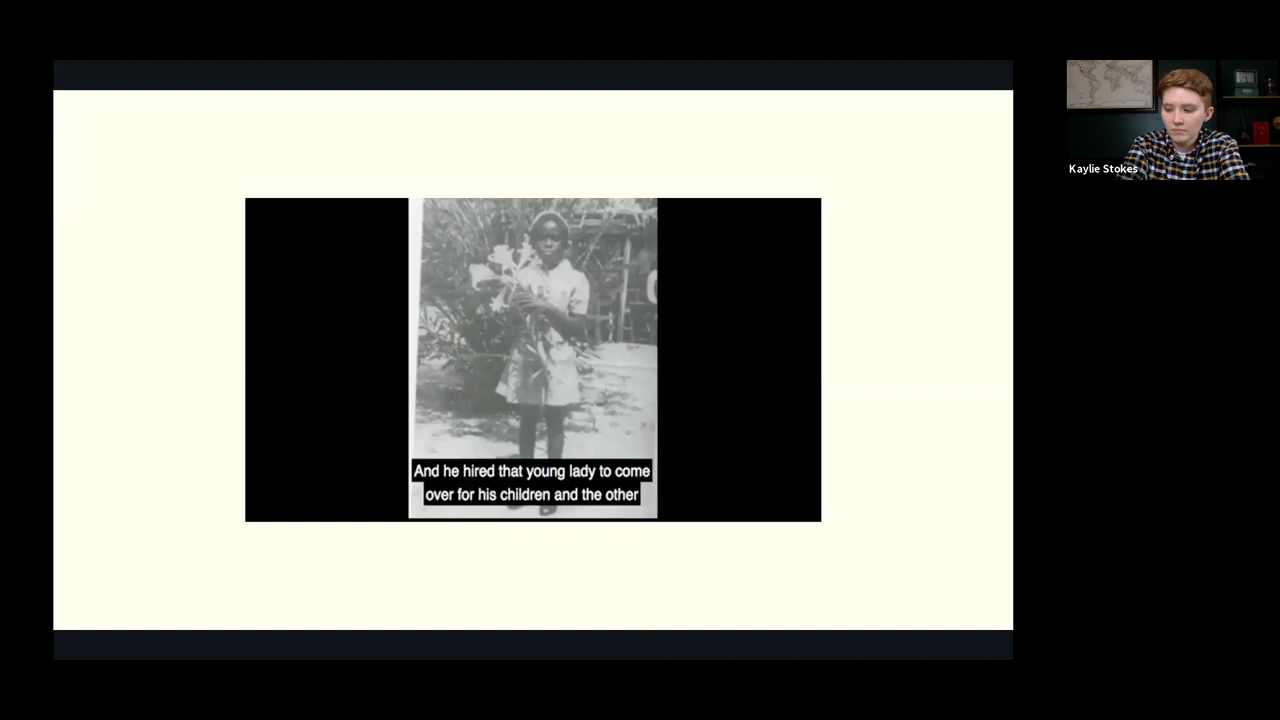 And he hired that young lady to come
over for his children and the other
Kaylie Stokes